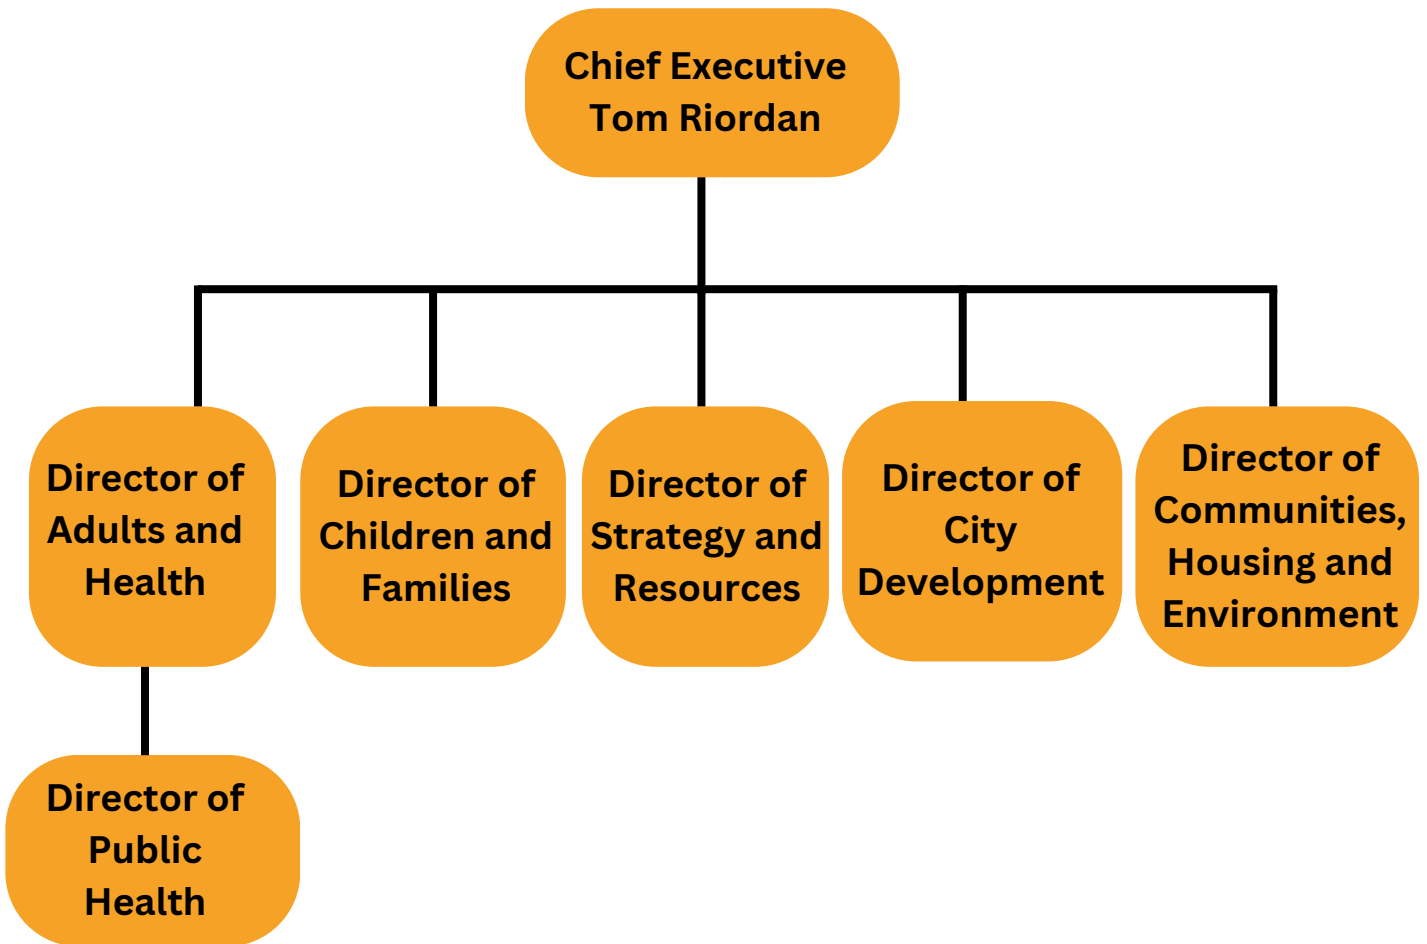 Chief Executive
Tom Riordan
Director of
Adults and
Health
Director of
Children and
Families
Director of
Strategy and
Resources
Director of
City
Development
Director of
Communities,
Housing and
Environment
Director of
Public
Health